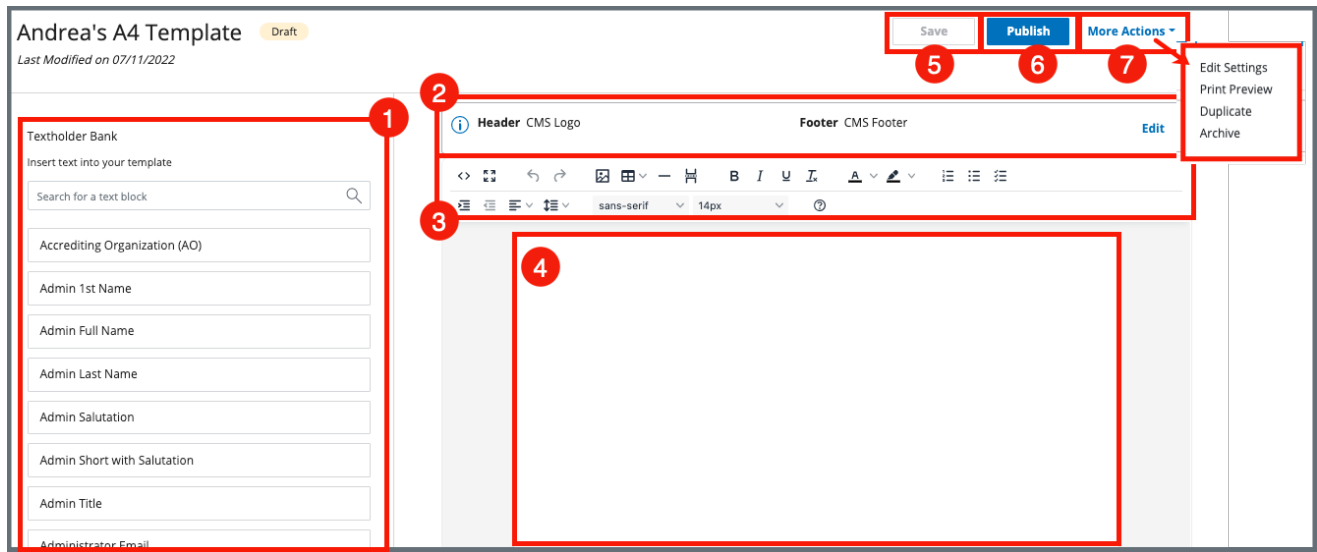 Andrea's A4 Template Draft
Last Modified on 07/11/2022
Save Publish More Actions
5 6 7
Edit Settings
Print Preview
Duplicate
Archive
1
Textholder Bank
Insert text into your template
Search for a text block
Accrediting Organization (AO)
Admin 1st Name
Admin Full Name
Admin Last Name
Admin Salutation
Admin Short with Salutation
Admin Title
Administrator Email
2
Header CMS Logo Footer CMS Footer Edit
B I U Ix A
sans-serif 14px
3
4